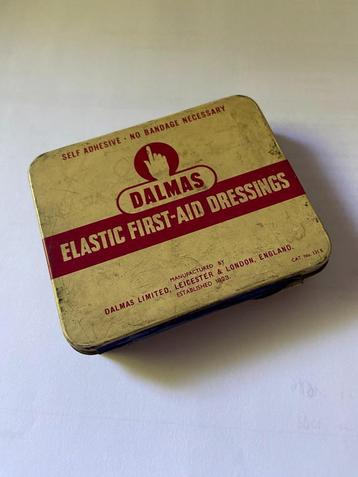 SELF ADHESIVE · NO BANDAGE NECESSARY
DALMAS
ELASTIC FIRST-AID DRESSINGS
MANUFACTURED BY
DALMAS LIMITED, LEICESTER & LONDON, ENGLAND.
ESTABLISHED 1823.
CAT. No.